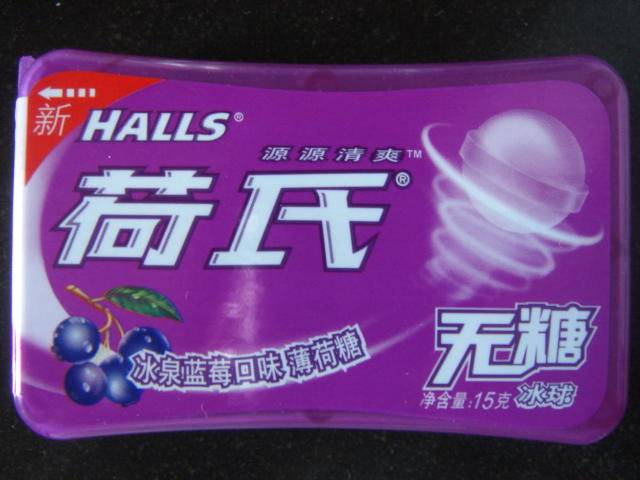 新
HALLS®
源源清爽™
荷氏®
冰泉蓝莓口味 薄荷糖
无糖
净含量:15克 冰球